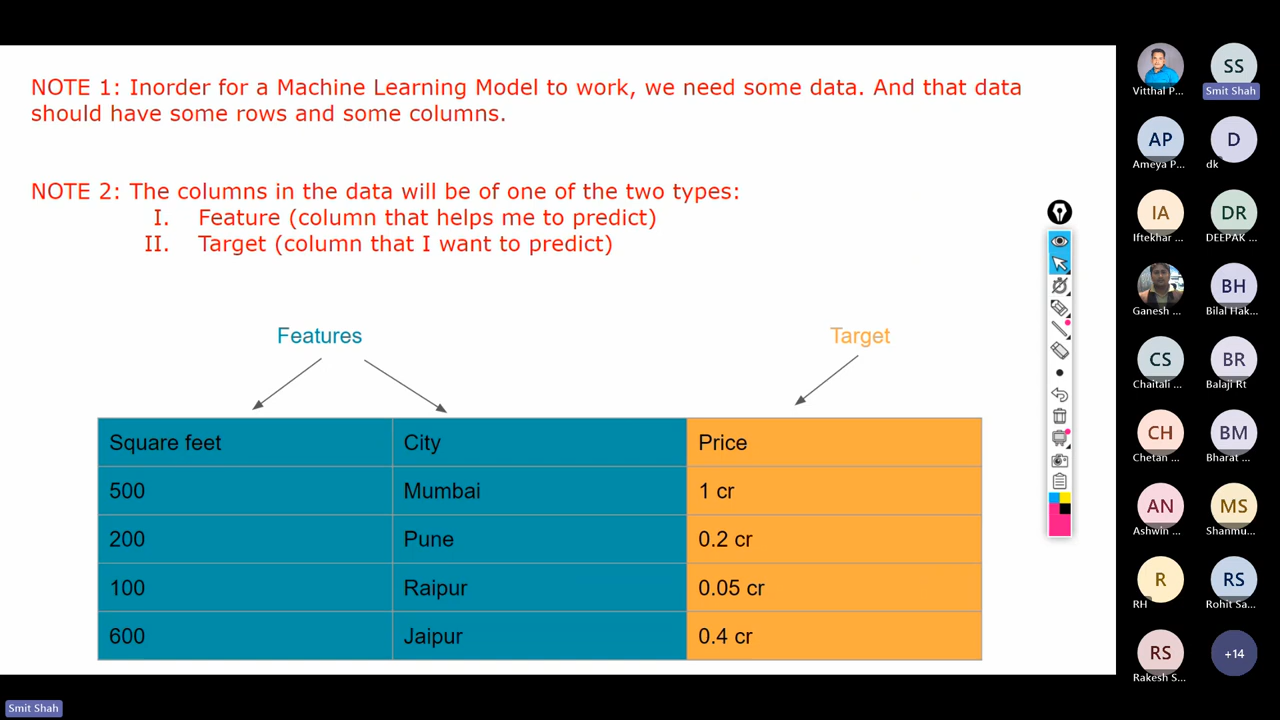 NOTE 1: Inorder for a Machine Learning Model to work, we need some data. And that data
should have some rows and some columns.
NOTE 2: The columns in the data will be of one of the two types:
I. Feature (column that helps me to predict)
II. Target (column that I want to predict)
Features
Target
Square feet City Price
500 Mumbai 1 cr
200 Pune 0.2 cr
100 Raipur 0.05 cr
600 Jaipur 0.4 cr
Vitthal P...
SS
Smit Shah
AP
Ameya P...
D
dk
IA
Iftekhar ...
DR
DEEPAK ...
Ganesh ...
BH
Bilal Hak...
CS
Chaitali ...
BR
Balaji Rt
CH
Chetan ...
BM
Bharat ...
AN
Ashwin ...
MS
Shanmu...
R
RH
RS
Rohit Sa...
RS
Rakesh S...
+14
Smit Shah